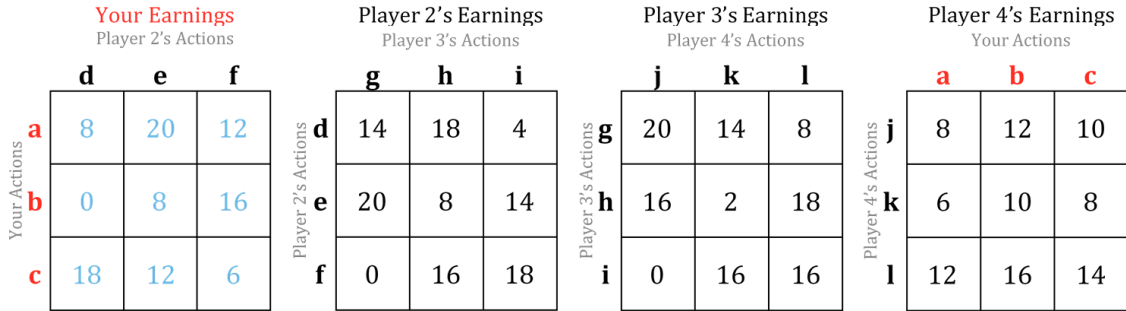 Your Earnings
Player 2’s Actions
d e f
Your Actions
a 8 20 12
b 0 8 16
c 18 12 6
Player 2’s Earnings
Player 3’s Actions
g h i
Player 2’s Actions
d 14 18 4
e 20 8 14
f 0 16 18
Player 3’s Earnings
Player 4’s Actions
j k l
Player 3’s Actions
g 20 14 8
h 16 2 18
i 0 16 16
Player 4’s Earnings
Your Actions
a b c
Player 4’s Actions
j 8 12 10
k 6 10 8
l 12 16 14